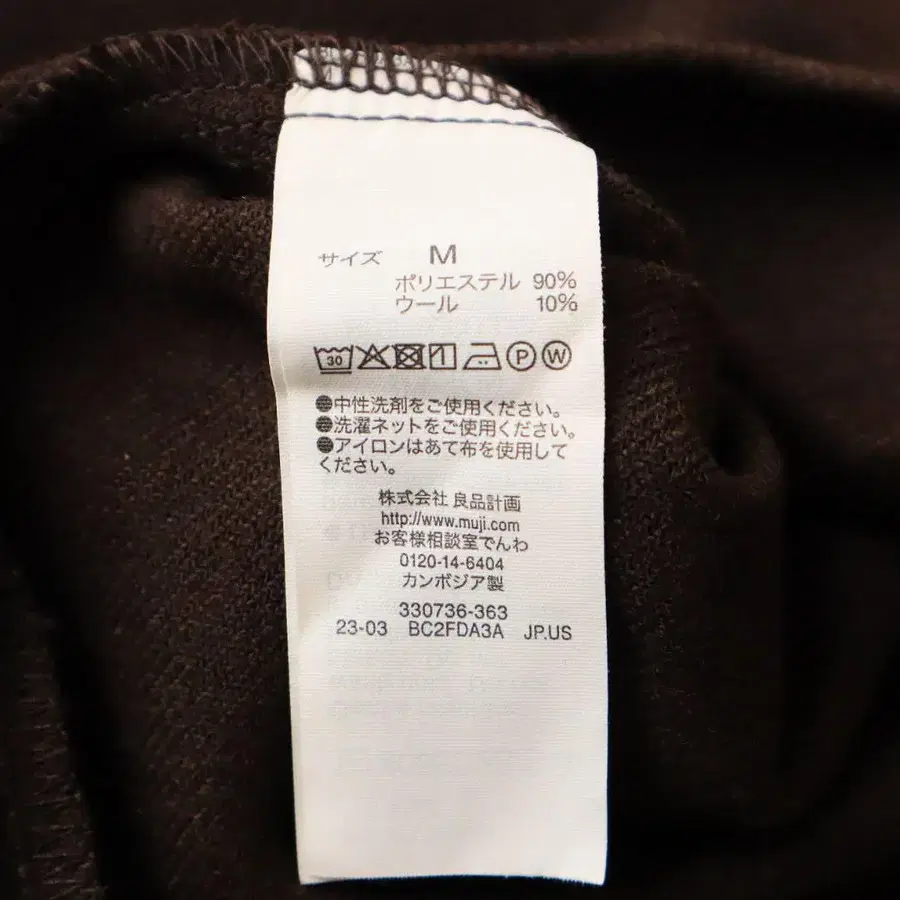 サイズ M
ポリエステル 90%
ウール 10%
30 P W
●中性洗剤をご使用ください。
●洗濯ネットをご使用ください。
●アイロンはあて布を使用して
ください。
株式会社 良品計画
http://www.muji.com
お客様相談室でんわ
0120-14-6404
カンボジア製
330736-363
23-03 BC2FDA3A JP.US